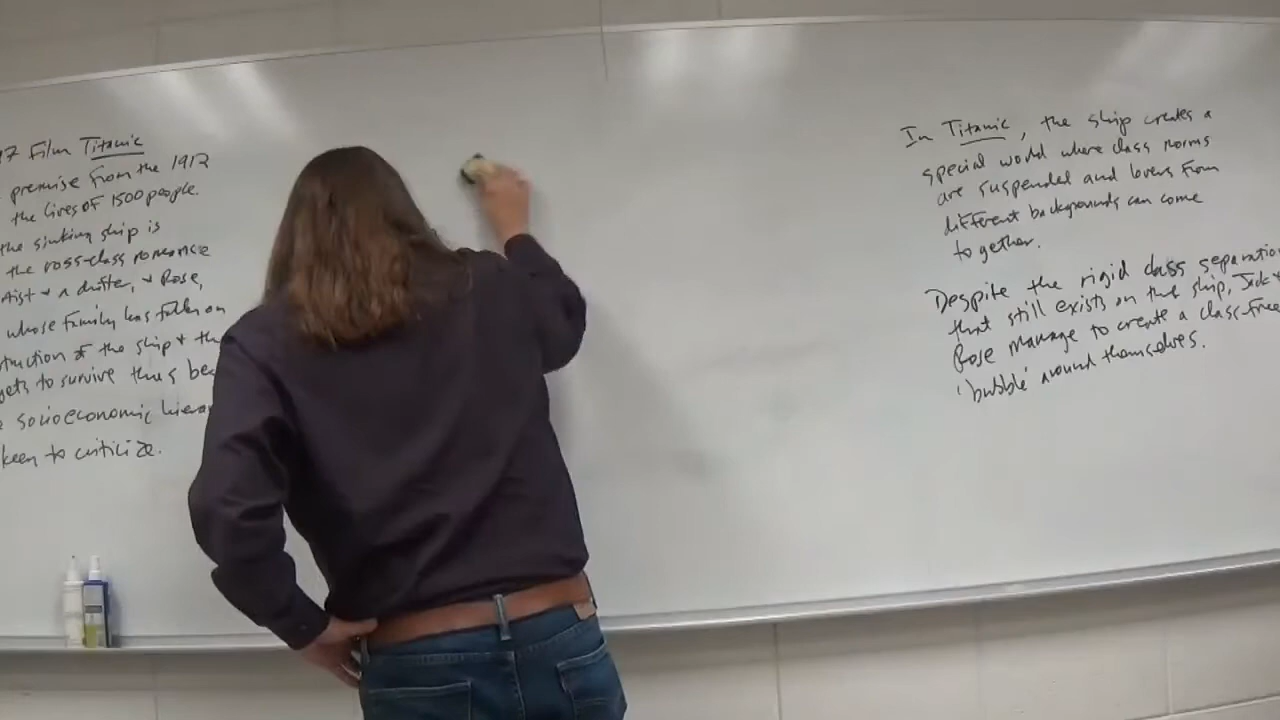 97 Film Titanic
premise from the 1912
the lives of 1500 people.
the sinking ship is
the ross-class romance
tist + a drifter, + Rose,
whose family has fallen on
truction of the ship + th
gets to survive thus bec
socioeconomic hierar
keen to criticize.
In Titanic, the ship creates a
special world where class norms
are suspended and lovers from
different backgrounds can come
together.
Despite the rigid class separation
that still exists on the ship, Jack +
Rose manage to create a class-free
'bubble' around themselves.